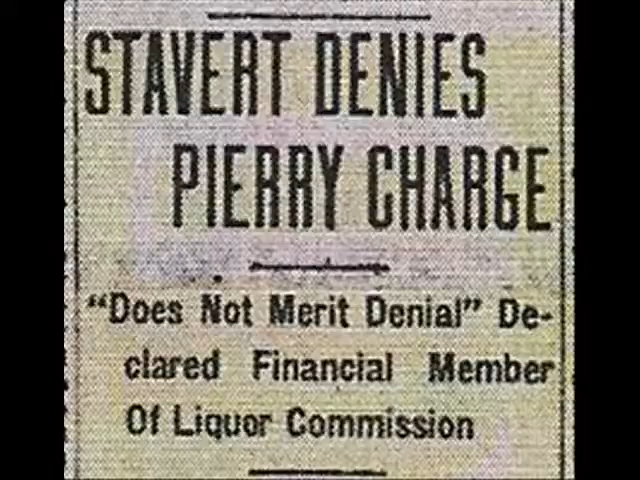 STAVERT DENIES
PIERRY CHARGE
"Does Not Merit Denial" De-
clared Financial Member
Of Liquor Commission